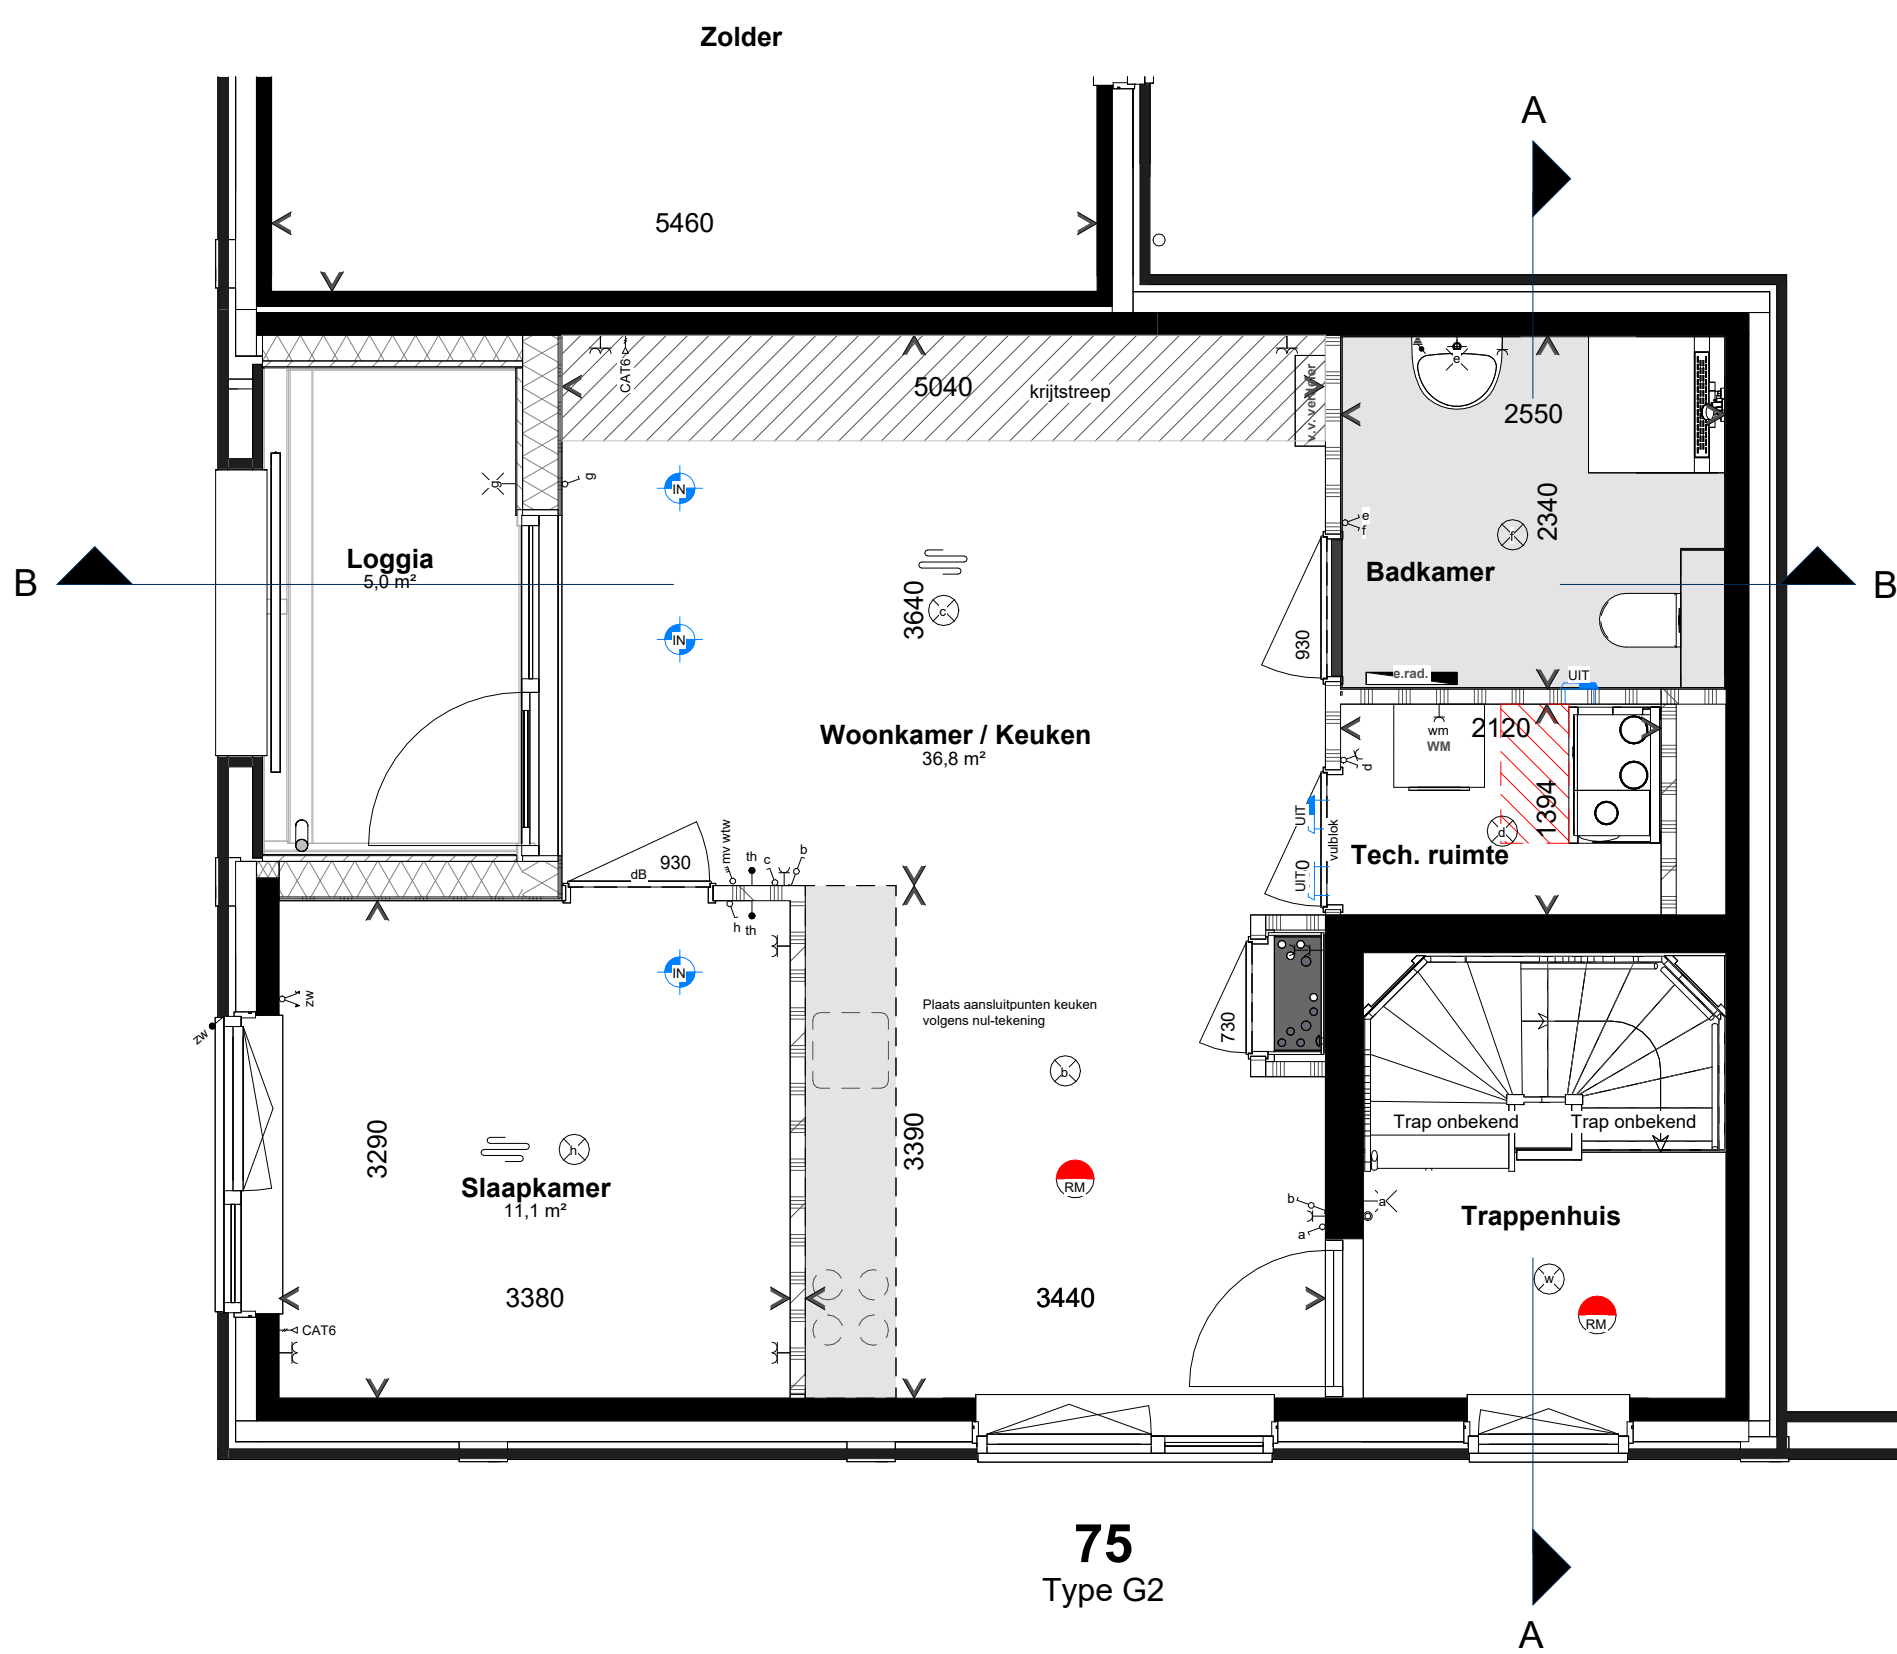 Zolder
A
5460
CAT6
5040
krijtstreep
v.v. verdeler
e
2550
g
g
IN
e
f
f
2340
B
Loggia
5,0 m²
Badkamer
B
3640
c
IN
930
e.rad.
UIT
Woonkamer / Keuken
36,8 m²
wm
WM
2120
d
UIT
vulblok
1394
d
Tech. ruimte
930
dB
mv wtw
th
c
b
UIT
h
th
IN
zw
zw
Plaats aansluitpunten keuken
volgens nul-tekening
730
b
3290
3390
h
Slaapkamer
11,1 m²
RM
Trap onbekend
Trap onbekend
b
a
a
Trappenhuis
w
RM
3380
3440
CAT6
75
Type G2
A